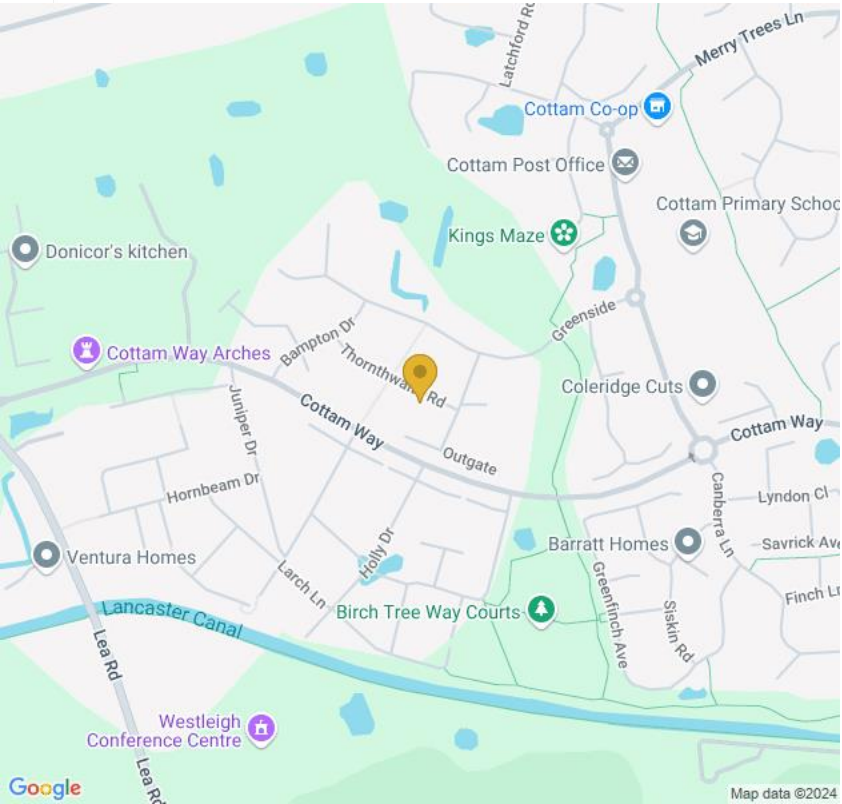 Latchford Rd
Merry Trees Ln
Cottam Co-op
Cottam Post Office
Cottam Primary Schoo
Kings Maze
Donicor's kitchen
Greenside
Bampton Dr
Cottam Way Arches
Thornthwaite Rd
Coleridge Cuts
Juniper Dr
Cottam Way
Cottam Way
Outgate
Hornbeam Dr
Canberra Ln
Lyndon Cl
Ventura Homes
Holly Dr
Barratt Homes
Savrick Ave
Larch Ln
Greenfinch Ave
Finch Ln
Lancaster Canal
Birch Tree Way Courts
Siskin Rd
Lea Rd
Westleigh
Conference Centre
Lea Rd
Google
Map data ©2024